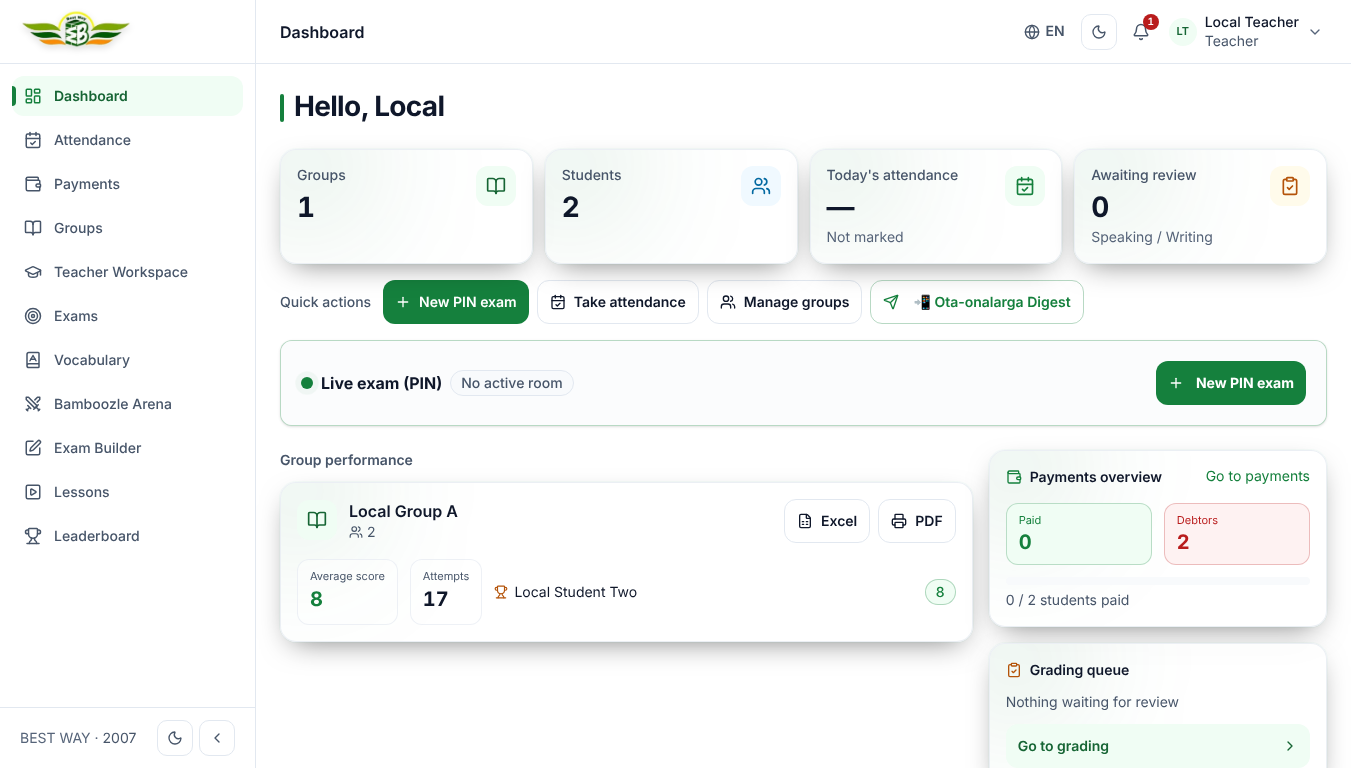 Dashboard
EN
1
LT
Local Teacher
Teacher
Dashboard
Attendance
Payments
Groups
Teacher Workspace
Exams
Vocabulary
Bamboozle Arena
Exam Builder
Lessons
Leaderboard
BEST WAY · 2007
Hello, Local
Groups
1
Students
2
Today's attendance
—
Not marked
Awaiting review
0
Speaking / Writing
Quick actions
New PIN exam
Take attendance
Manage groups
Ota-onalarga Digest
Live exam (PIN)
No active room
New PIN exam
Group performance
Local Group A
2
Excel
PDF
Average score
8
Attempts
17
Local Student Two
8
Payments overview
Go to payments
Paid
0
Debtors
2
0 / 2 students paid
Grading queue
Nothing waiting for review
Go to grading